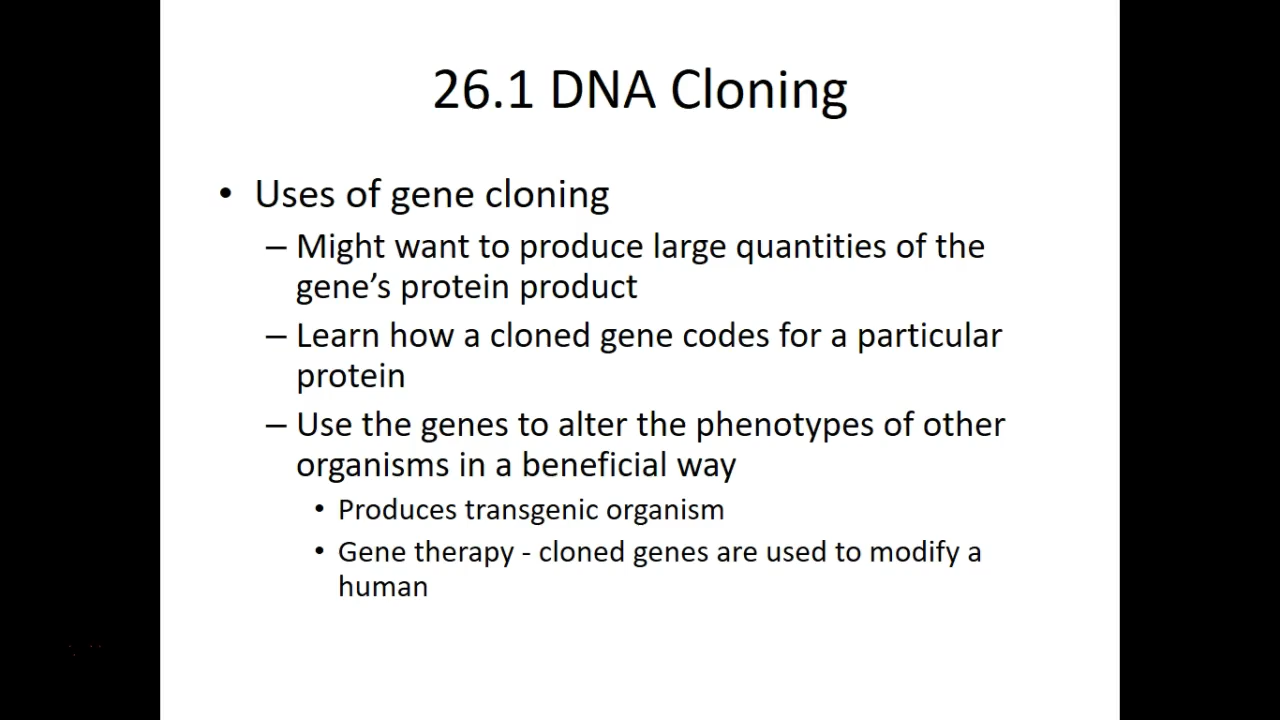 26.1 DNA Cloning
• Uses of gene cloning
– Might want to produce large quantities of the
gene’s protein product
– Learn how a cloned gene codes for a particular
protein
– Use the genes to alter the phenotypes of other
organisms in a beneficial way
• Produces transgenic organism
• Gene therapy - cloned genes are used to modify a
human